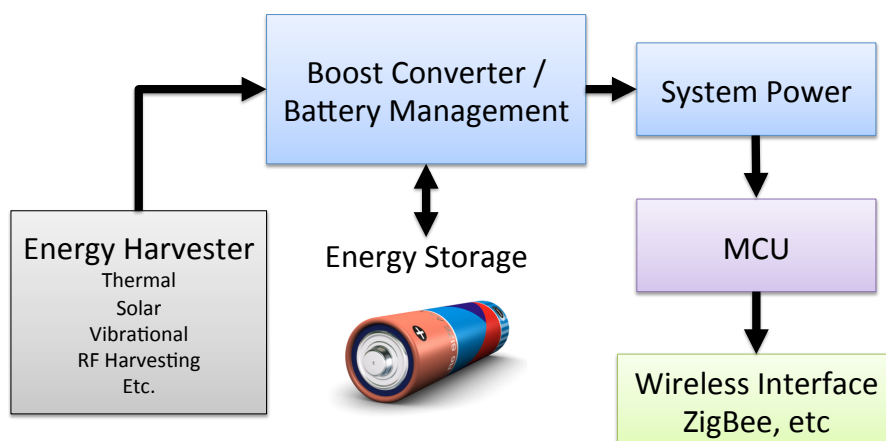 Boost Converter /
Battery Management
System Power
Energy Harvester
Thermal
Solar
Vibrational
RF Harvesting
Etc.
Energy Storage
MCU
Wireless Interface
ZigBee, etc